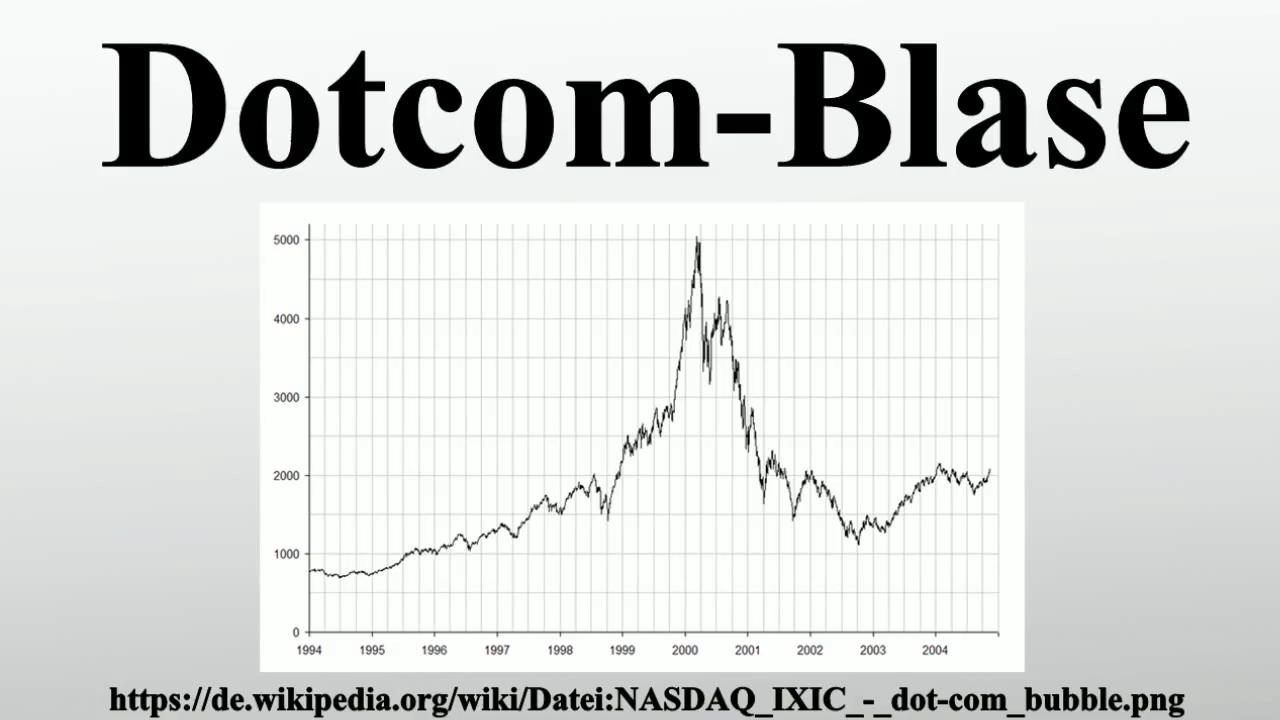 Dotcom-Blase
5000
4000
3000
2000
1000
0
1994 1995 1996 1997 1998 1999 2000 2001 2002 2003 2004
https://de.wikipedia.org/wiki/Datei:NASDAQ_IXIC_-_dot-com_bubble.png